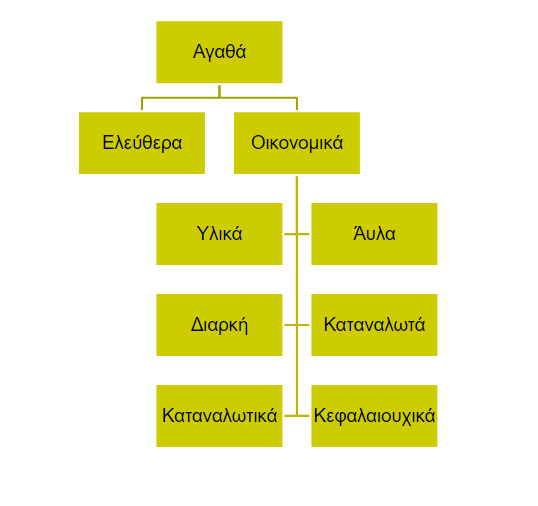 Αγαθά
Ελεύθερα
Οικονομικά
Υλικά
Άυλα
Διαρκή
Καταναλωτά
Καταναλωτικά
Κεφαλαιουχικά